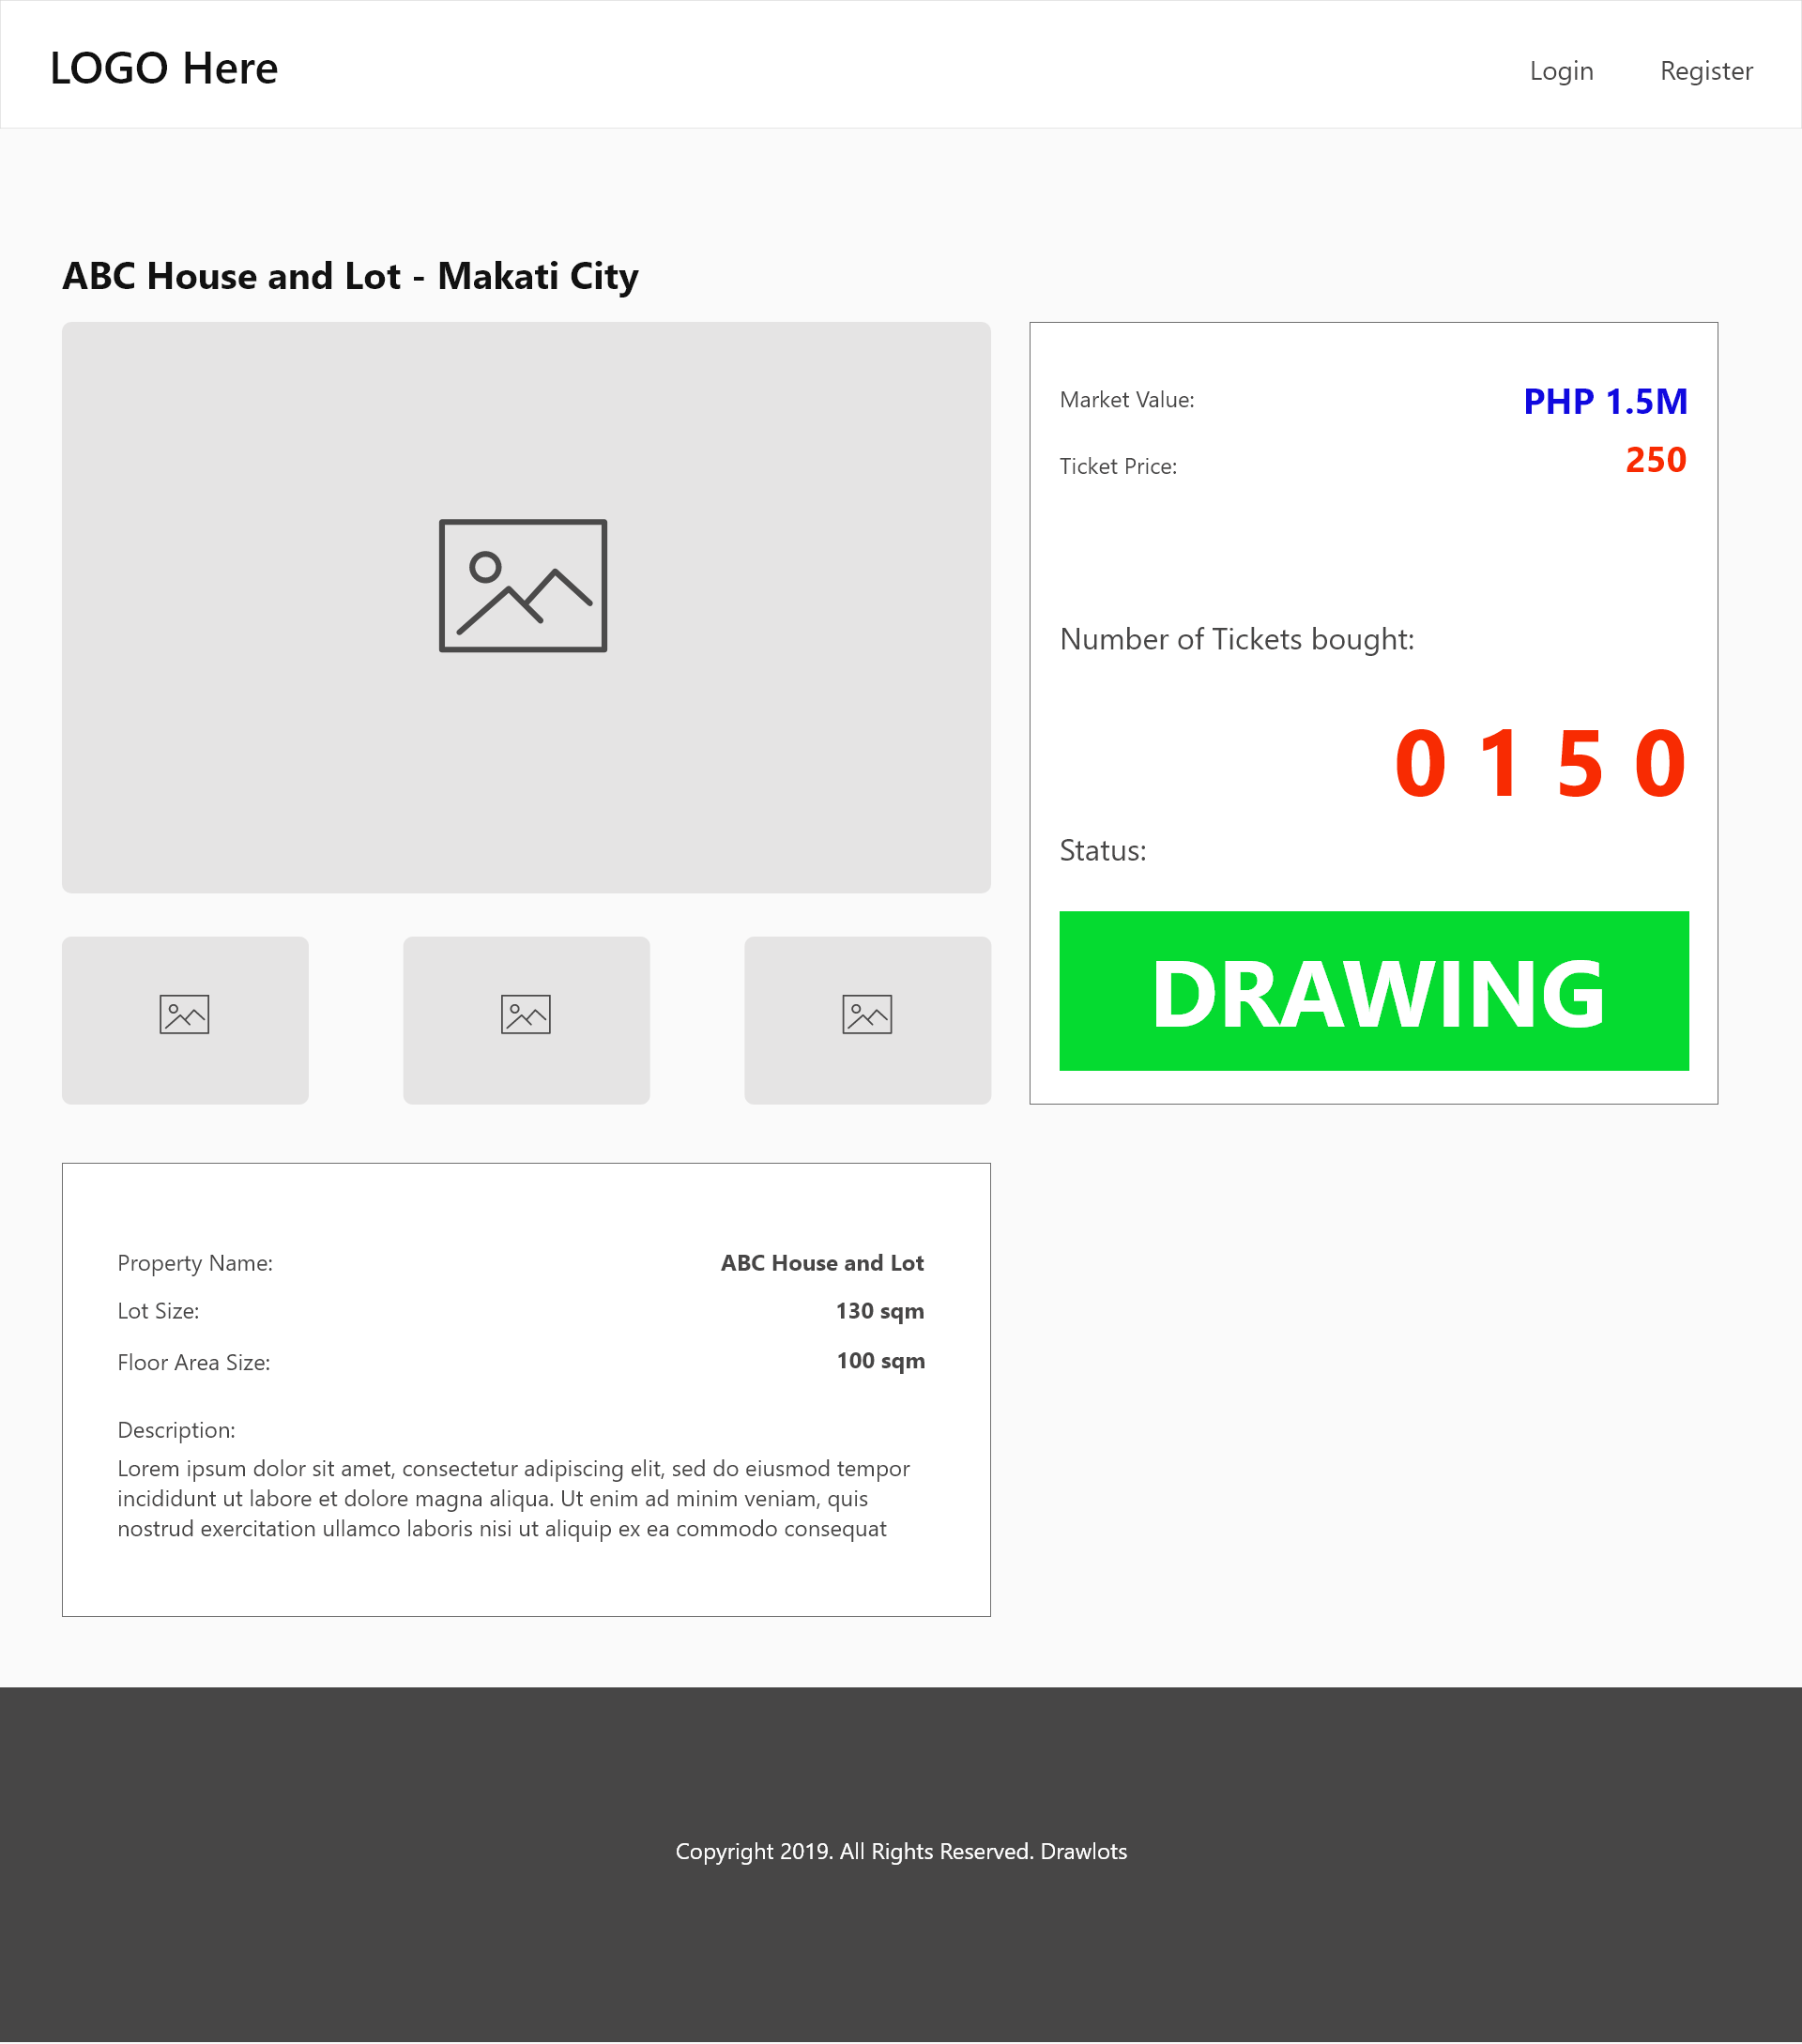 LOGO Here
Login
Register
ABC House and Lot - Makati City
Market Value:
PHP 1.5M
Ticket Price:
250
Number of Tickets bought:
0 1 5 0
Status:
DRAWING
Property Name:
ABC House and Lot
Lot Size:
130 sqm
Floor Area Size:
100 sqm
Description:
Lorem ipsum dolor sit amet, consectetur adipiscing elit, sed do eiusmod tempor
incididunt ut labore et dolore magna aliqua. Ut enim ad minim veniam, quis
nostrud exercitation ullamco laboris nisi ut aliquip ex ea commodo consequat
Copyright 2019. All Rights Reserved. Drawlots